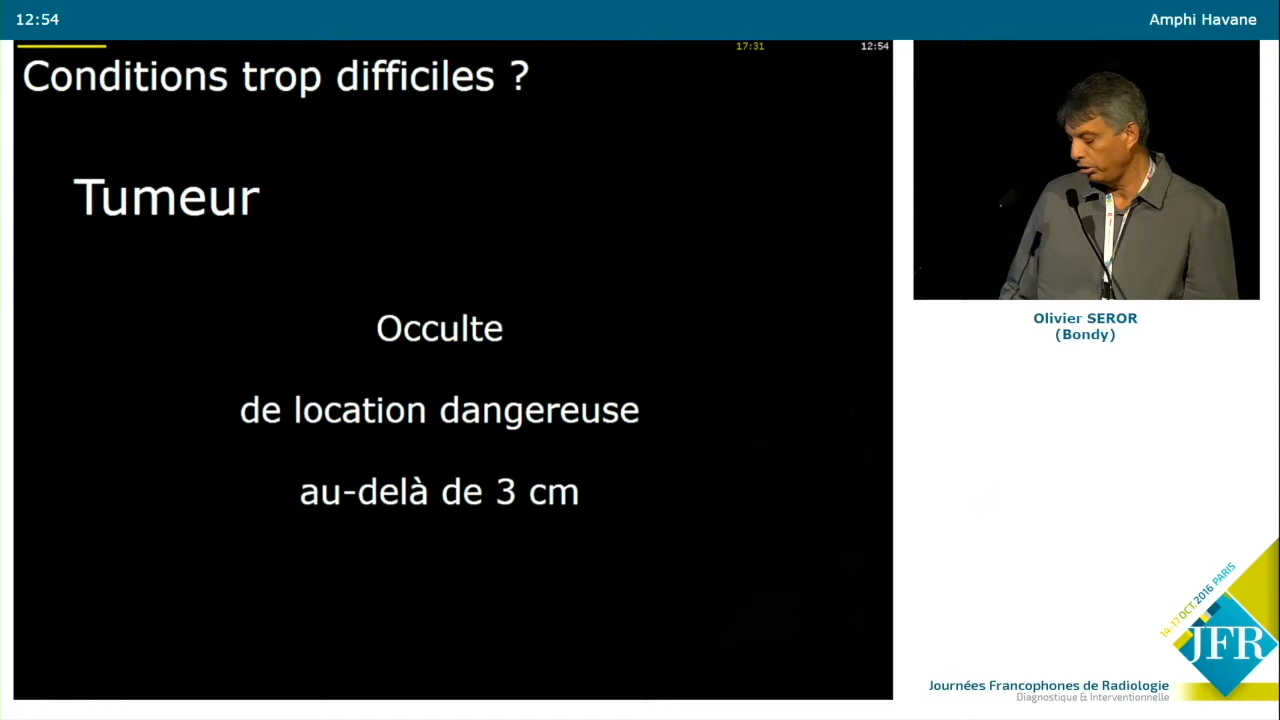 12:54
Amphi Havane
17:31
12:54
Conditions trop difficiles ?
Tumeur
Occulte
de location dangereuse
au-delà de 3 cm
Olivier SEROR
(Bondy)
14-17 OCT. 2016 PARIS
JFR
Journées Francophones de Radiologie
Diagnostique & Interventionnelle